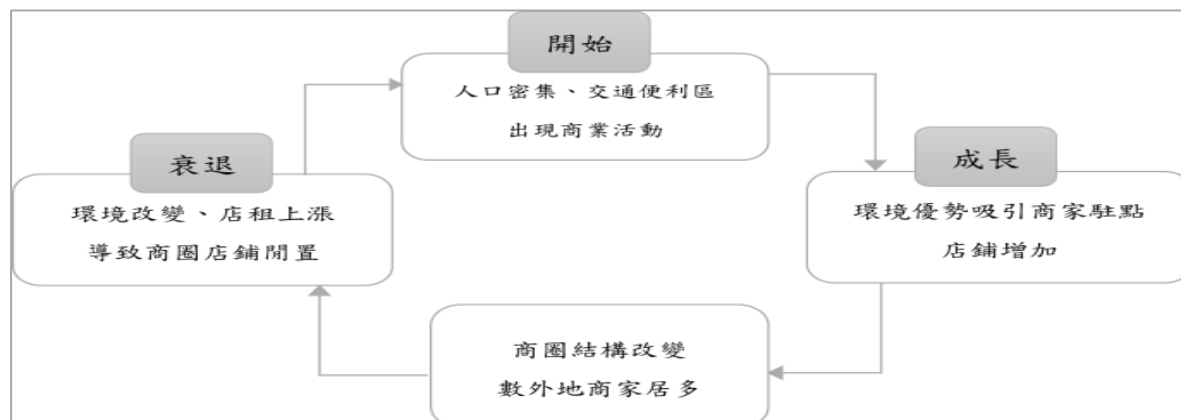 開始
人口密集、交通便利區
出現商業活動
成長
環境優勢吸引商家駐點
店鋪增加
商圈結構改變
數外地商家居多
衰退
環境改變、店租上漲
導致商圈店鋪閒置